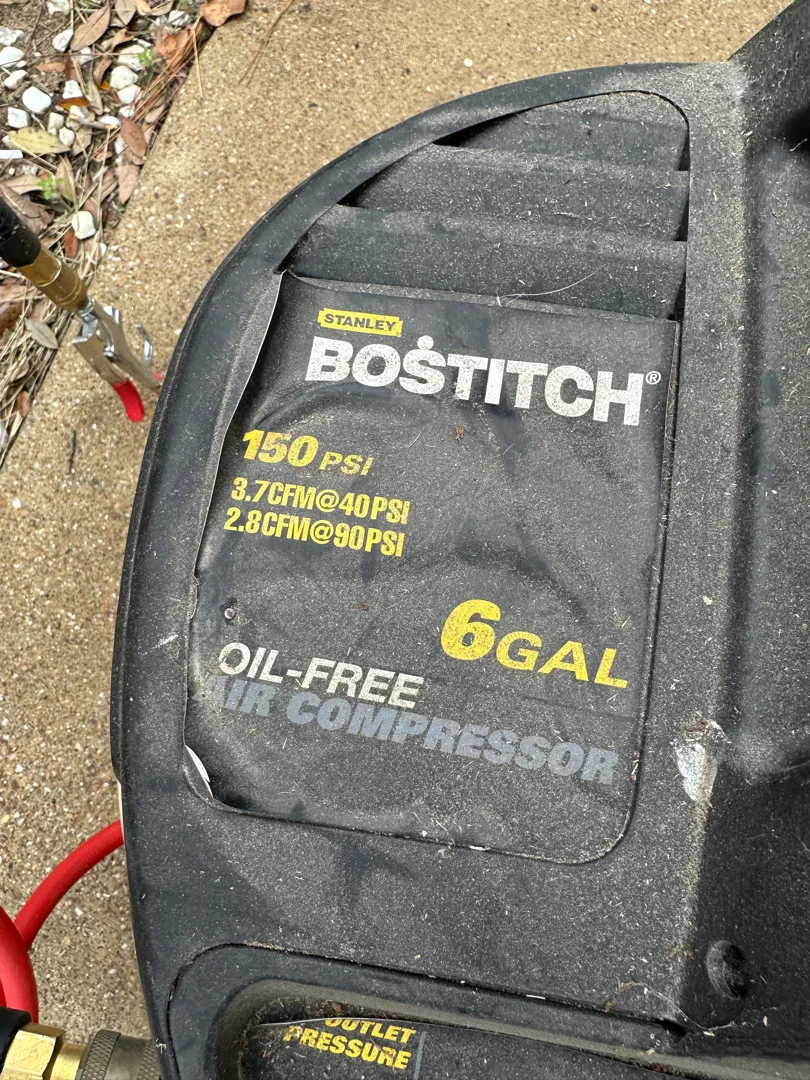 STANLEY
BOSTITCH®
150 PSI
3.7CFM@40PSI
2.8CFM@90PSI
6GAL
OIL-FREE
AIR COMPRESSOR
OUTLET
PRESSURE